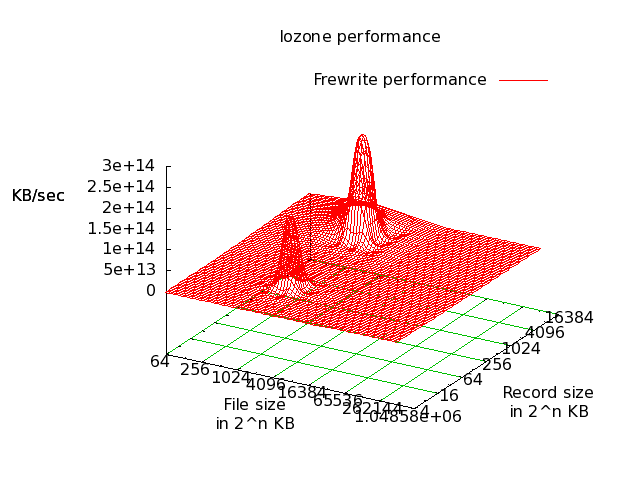 Iozone performance
Frewrite performance
3e+14
2.5e+14
2e+14
1.5e+14
1e+14
5e+13
0
KB/sec
64
256
1024
4096
16384
65536
262144
1.04858e+06
File size
in 2^n KB
4
16
64
256
1024
4096
16384
Record size
in 2^n KB